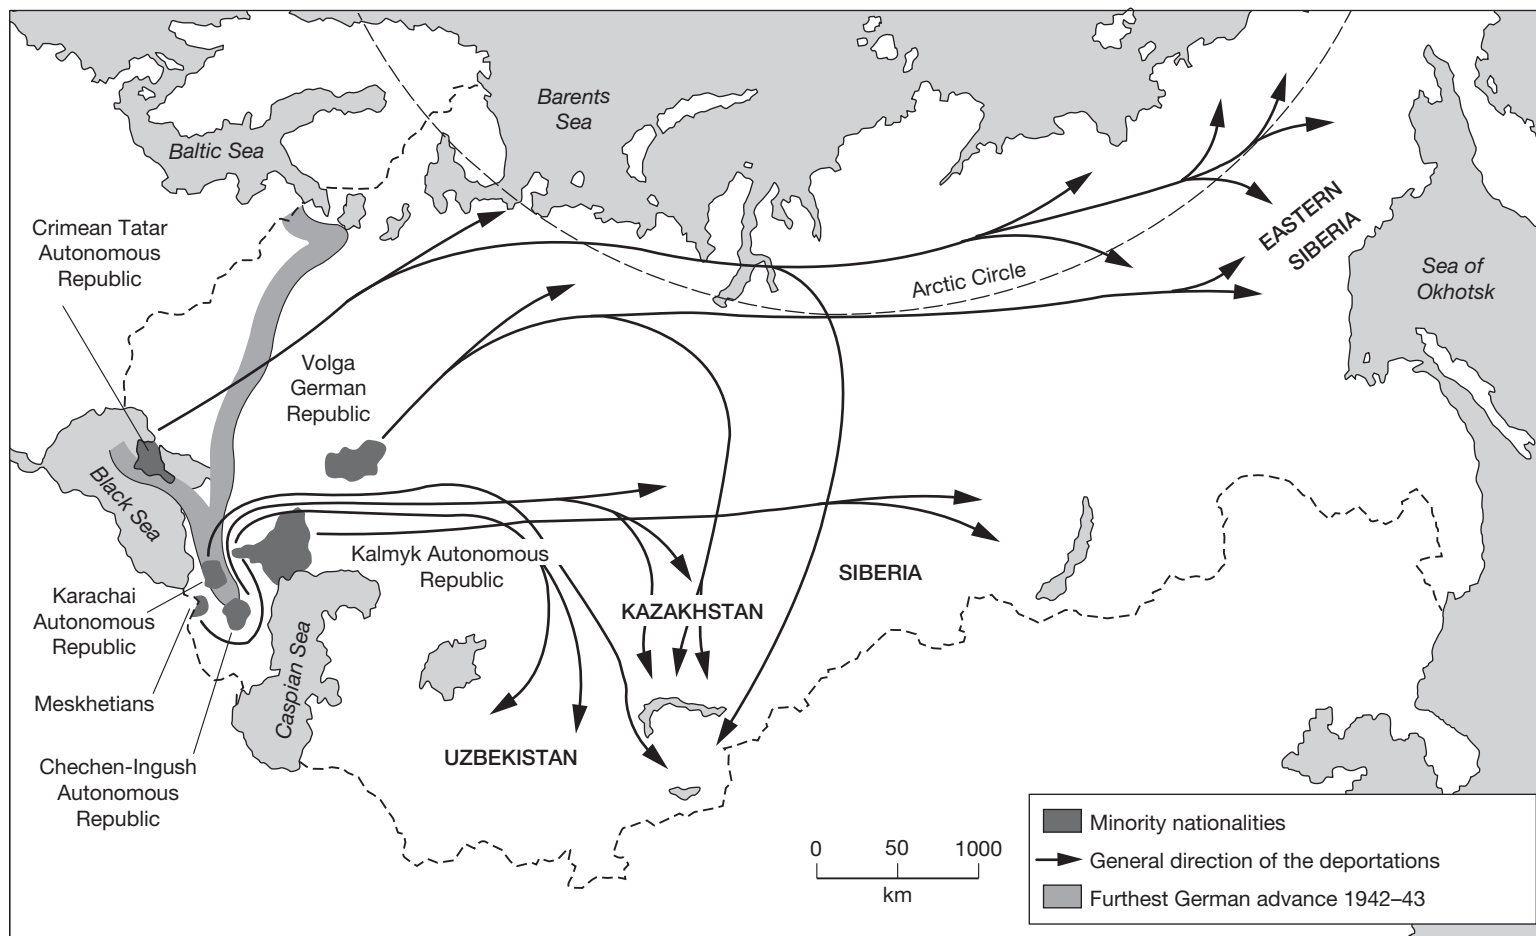 Barents
Sea
Baltic Sea
Crimean Tatar
Autonomous
Republic
EASTERN
SIBERIA
Arctic Circle
Sea of
Okhotsk
Volga
German
Republic
Black Sea
Kalmyk Autonomous
Republic
SIBERIA
Karachai
Autonomous
Republic
KAZAKHSTAN
Caspian Sea
Meskhetians
UZBEKISTAN
Chechen-Ingush
Autonomous
Republic
0 50 1000
km
Minority nationalities
General direction of the deportations
Furthest German advance 1942–43